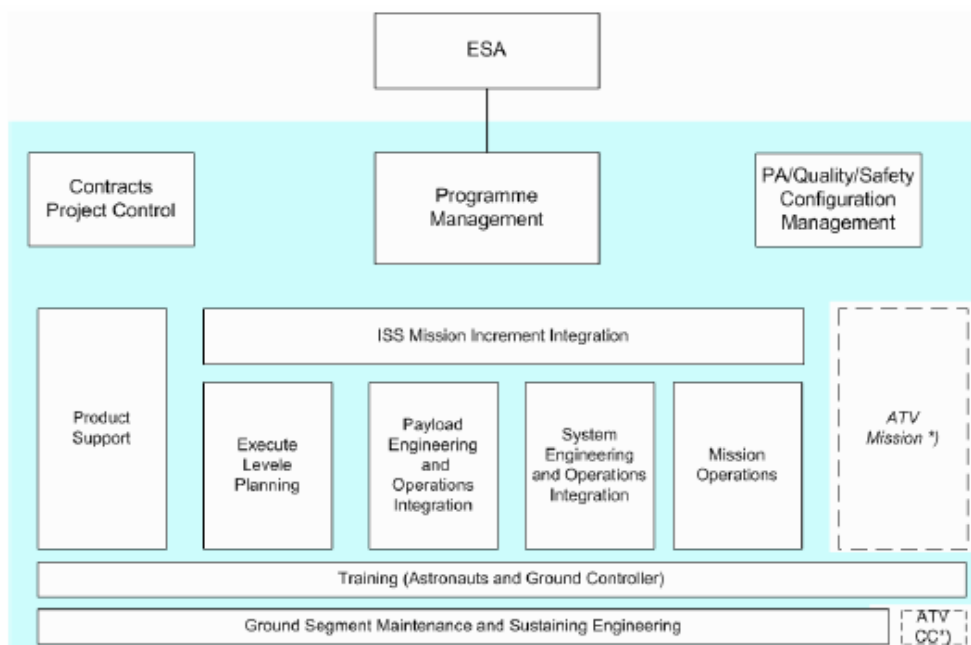 ESA
Contracts
Project Control
Programme
Management
PA/Quality/Safety
Configuration
Management
ISS Mission Increment Integration
Product
Support
Execute
Levele
Planning
Payload
Engineering
and
Operations
Integration
System
Engineering
and Operations
Integration
Mission
Operations
ATV
Mission *)
Training (Astronauts and Ground Controller)
Ground Segment Maintenance and Sustaining Engineering
ATV
CC*)